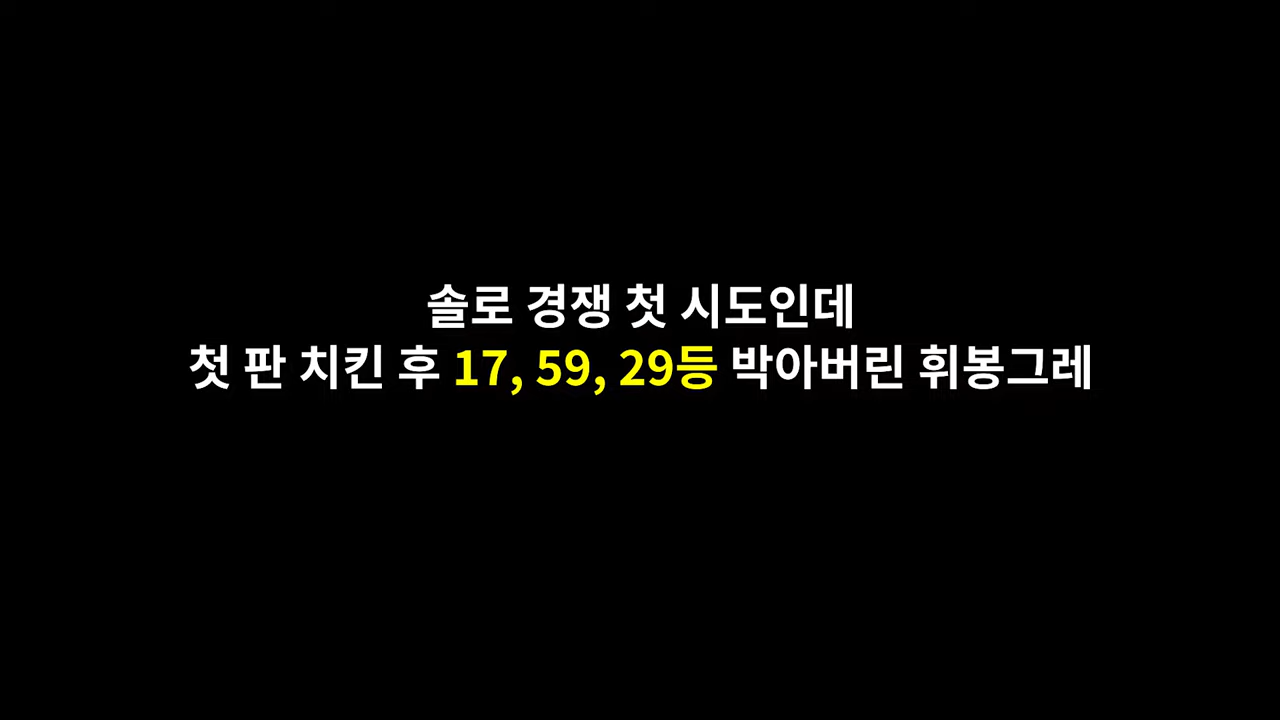 솔로 경쟁 첫 시도인데
첫 판 치킨 후 17, 59, 29등 박아버린 휘봉그레